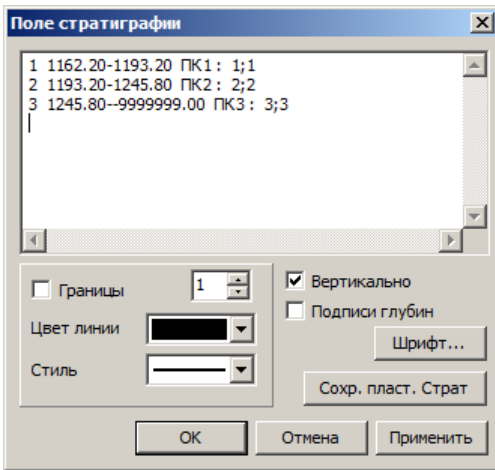 Поле стратиграфии
1 1162.20-1193.20 ПК1: 1;1
2 1193.20-1245.80 ПК2: 2;2
3 1245.80--9999999.00 ПК3: 3;3
Границы 1
Вертикально
Подписи глубин
Цвет линии
Шрифт...
Стиль
Сохр. пласт. Страт
OK Отмена Применить